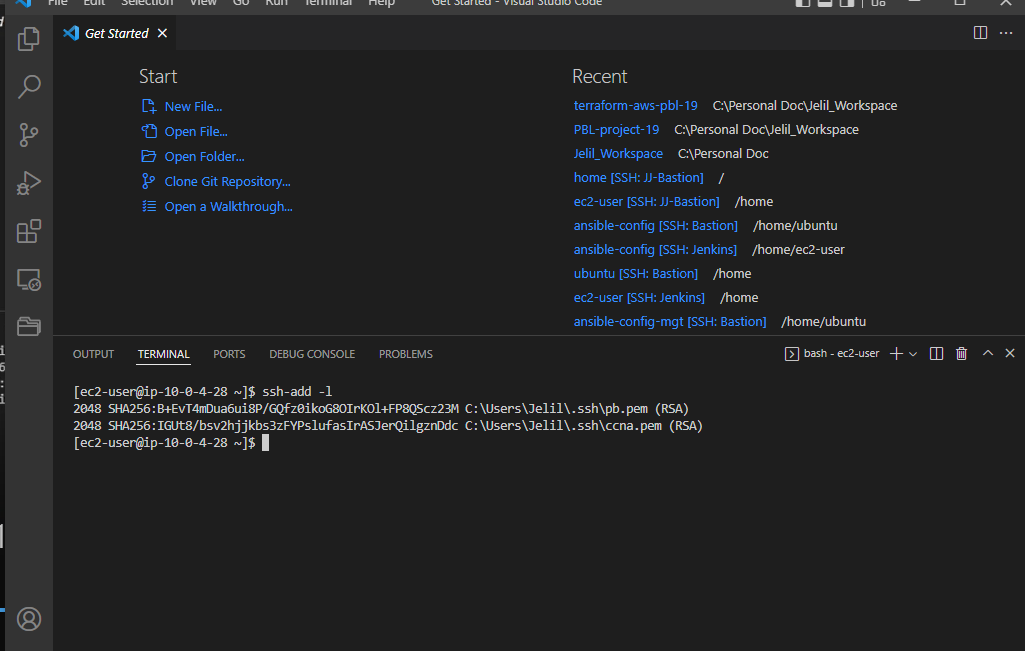 File Edit Selection View Go Run Terminal Help Get Started - Visual Studio Code
Get Started
Start
New File...
Open File...
Open Folder...
Clone Git Repository...
Open a Walkthrough...
Recent
terraform-aws-pbl-19 C:\Personal Doc\Jelil_Workspace
PBL-project-19 C:\Personal Doc\Jelil_Workspace
Jelil_Workspace C:\Personal Doc
home [SSH: JJ-Bastion] /
ec2-user [SSH: JJ-Bastion] /home
ansible-config [SSH: Bastion] /home/ubuntu
ansible-config [SSH: Jenkins] /home/ec2-user
ubuntu [SSH: Bastion] /home
ec2-user [SSH: Jenkins] /home
ansible-config-mgt [SSH: Bastion] /home/ubuntu
OUTPUT TERMINAL PORTS DEBUG CONSOLE PROBLEMS bash - ec2-user
[ec2-user@ip-10-0-4-28 ~]$ ssh-add -l
2048 SHA256:B+EvT4mDua6ui8P/GQfz0ikoG8OIrKOl+FP8QScz23M C:\Users\Jelil\.ssh\pb.pem (RSA)
2048 SHA256:IGUt8/bsv2hjjkbs3zFYPslufasIrASJerQilgznDdc C:\Users\Jelil\.ssh\ccna.pem (RSA)
[ec2-user@ip-10-0-4-28 ~]$